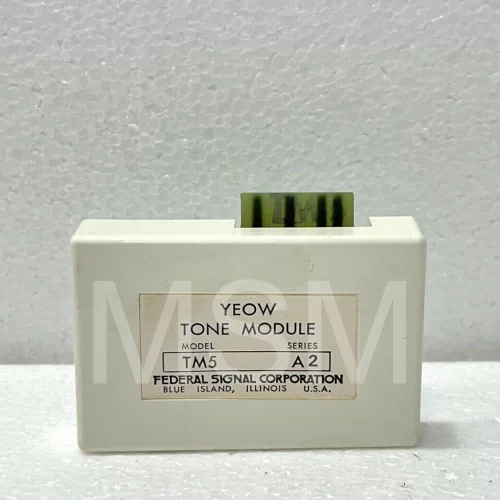 YEOW
TONE MODULE
MODEL SERIES
TM5 A2
FEDERAL SIGNAL CORPORATION
BLUE ISLAND, ILLINOIS U.S.A.
MSM